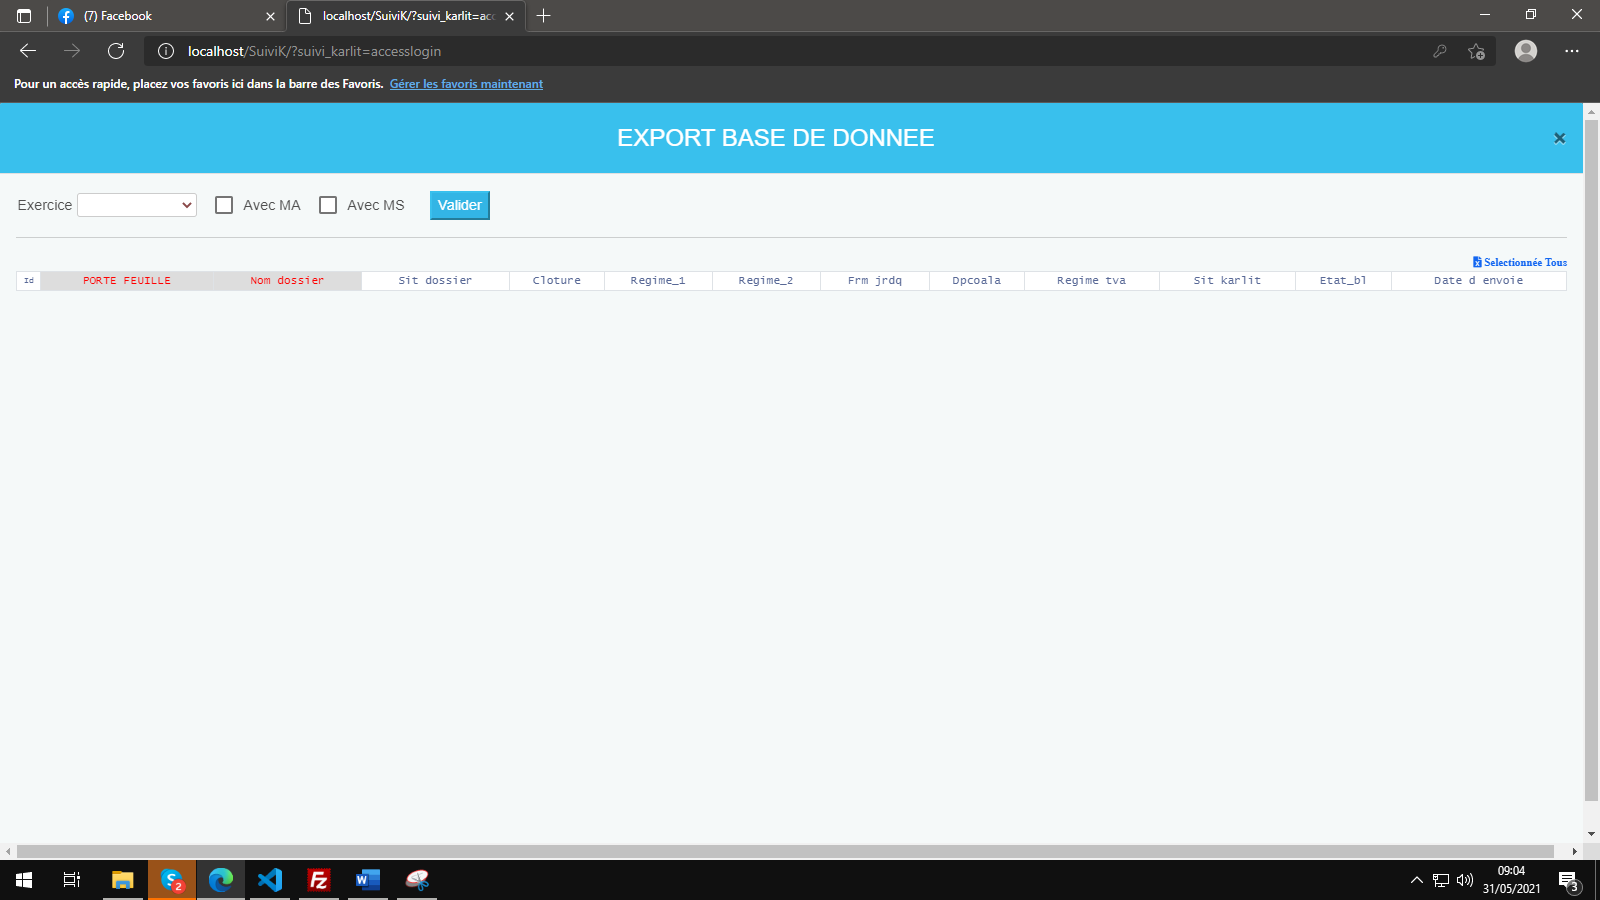 (7) Facebook
localhost/SuiviK/?suivi_karlit=acc
localhost/SuiviK/?suivi_karlit=accesslogin
Pour un accès rapide, placez vos favoris ici dans la barre des Favoris. Gérer les favoris maintenant
EXPORT BASE DE DONNEE
Exercice Avec MA Avec MS Valider
Selectionnée Tous
Id PORTE FEUILLE Nom dossier Sit dossier Cloture Regime_1 Regime_2 Frm jrdq Dpcoala Regime tva Sit karlit Etat_bl Date d envoie
09:04
31/05/2021
2
3